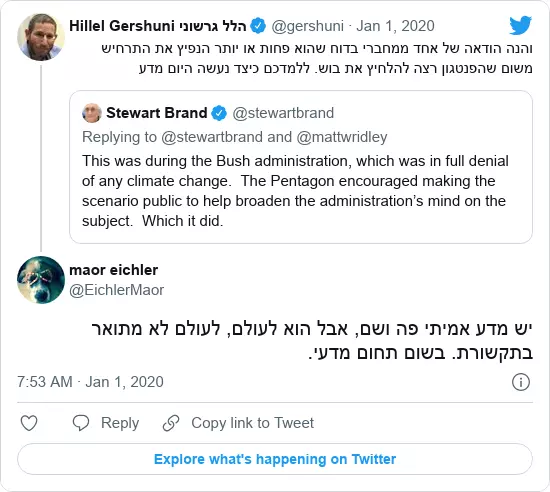 Hillel Gershuni הלל גרשוני @gershuni · Jan 1, 2020
והנה הודאה של אחד ממחברי בדוח שהוא פחות או יותר הנפיץ את התרחיש
משום שהפנטגון רצה להלחיץ את בוש. ללמדכם כיצד נעשה היום מדע
Stewart Brand @stewartbrand
Replying to @stewartbrand and @mattwridley
This was during the Bush administration, which was in full denial
of any climate change. The Pentagon encouraged making the
scenario public to help broaden the administration's mind on the
subject. Which it did.
maor eichler
@EichlerMaor
יש מדע אמיתי פה ושם, אבל הוא לעולם, לעולם לא מתואר
בתקשורת. בשום תחום מדעי.
7:53 AM · Jan 1, 2020
Reply
Copy link to Tweet
Explore what's happening on Twitter